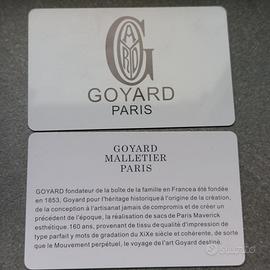 GOYARD
PARIS
GOYARD
MALLETIER
PARIS
GOYARD fondateur de la boîte de la famille en France a été fondée
en 1853, Goyard pour l'héritage historique à l'origine de la création,
de la conception à l'artisanat jamais de compromis et de créer un
précédent de l'époque, la réalisation de sacs de Paris Maverick
esthétique.160 ans, provenant de tissu de qualité d'impression de
type parfait y mots de gradation du XIXe siècle et cohérente, de sorte
que le Mouvement perpétuel, le voyage de l'art Goyard destiné.